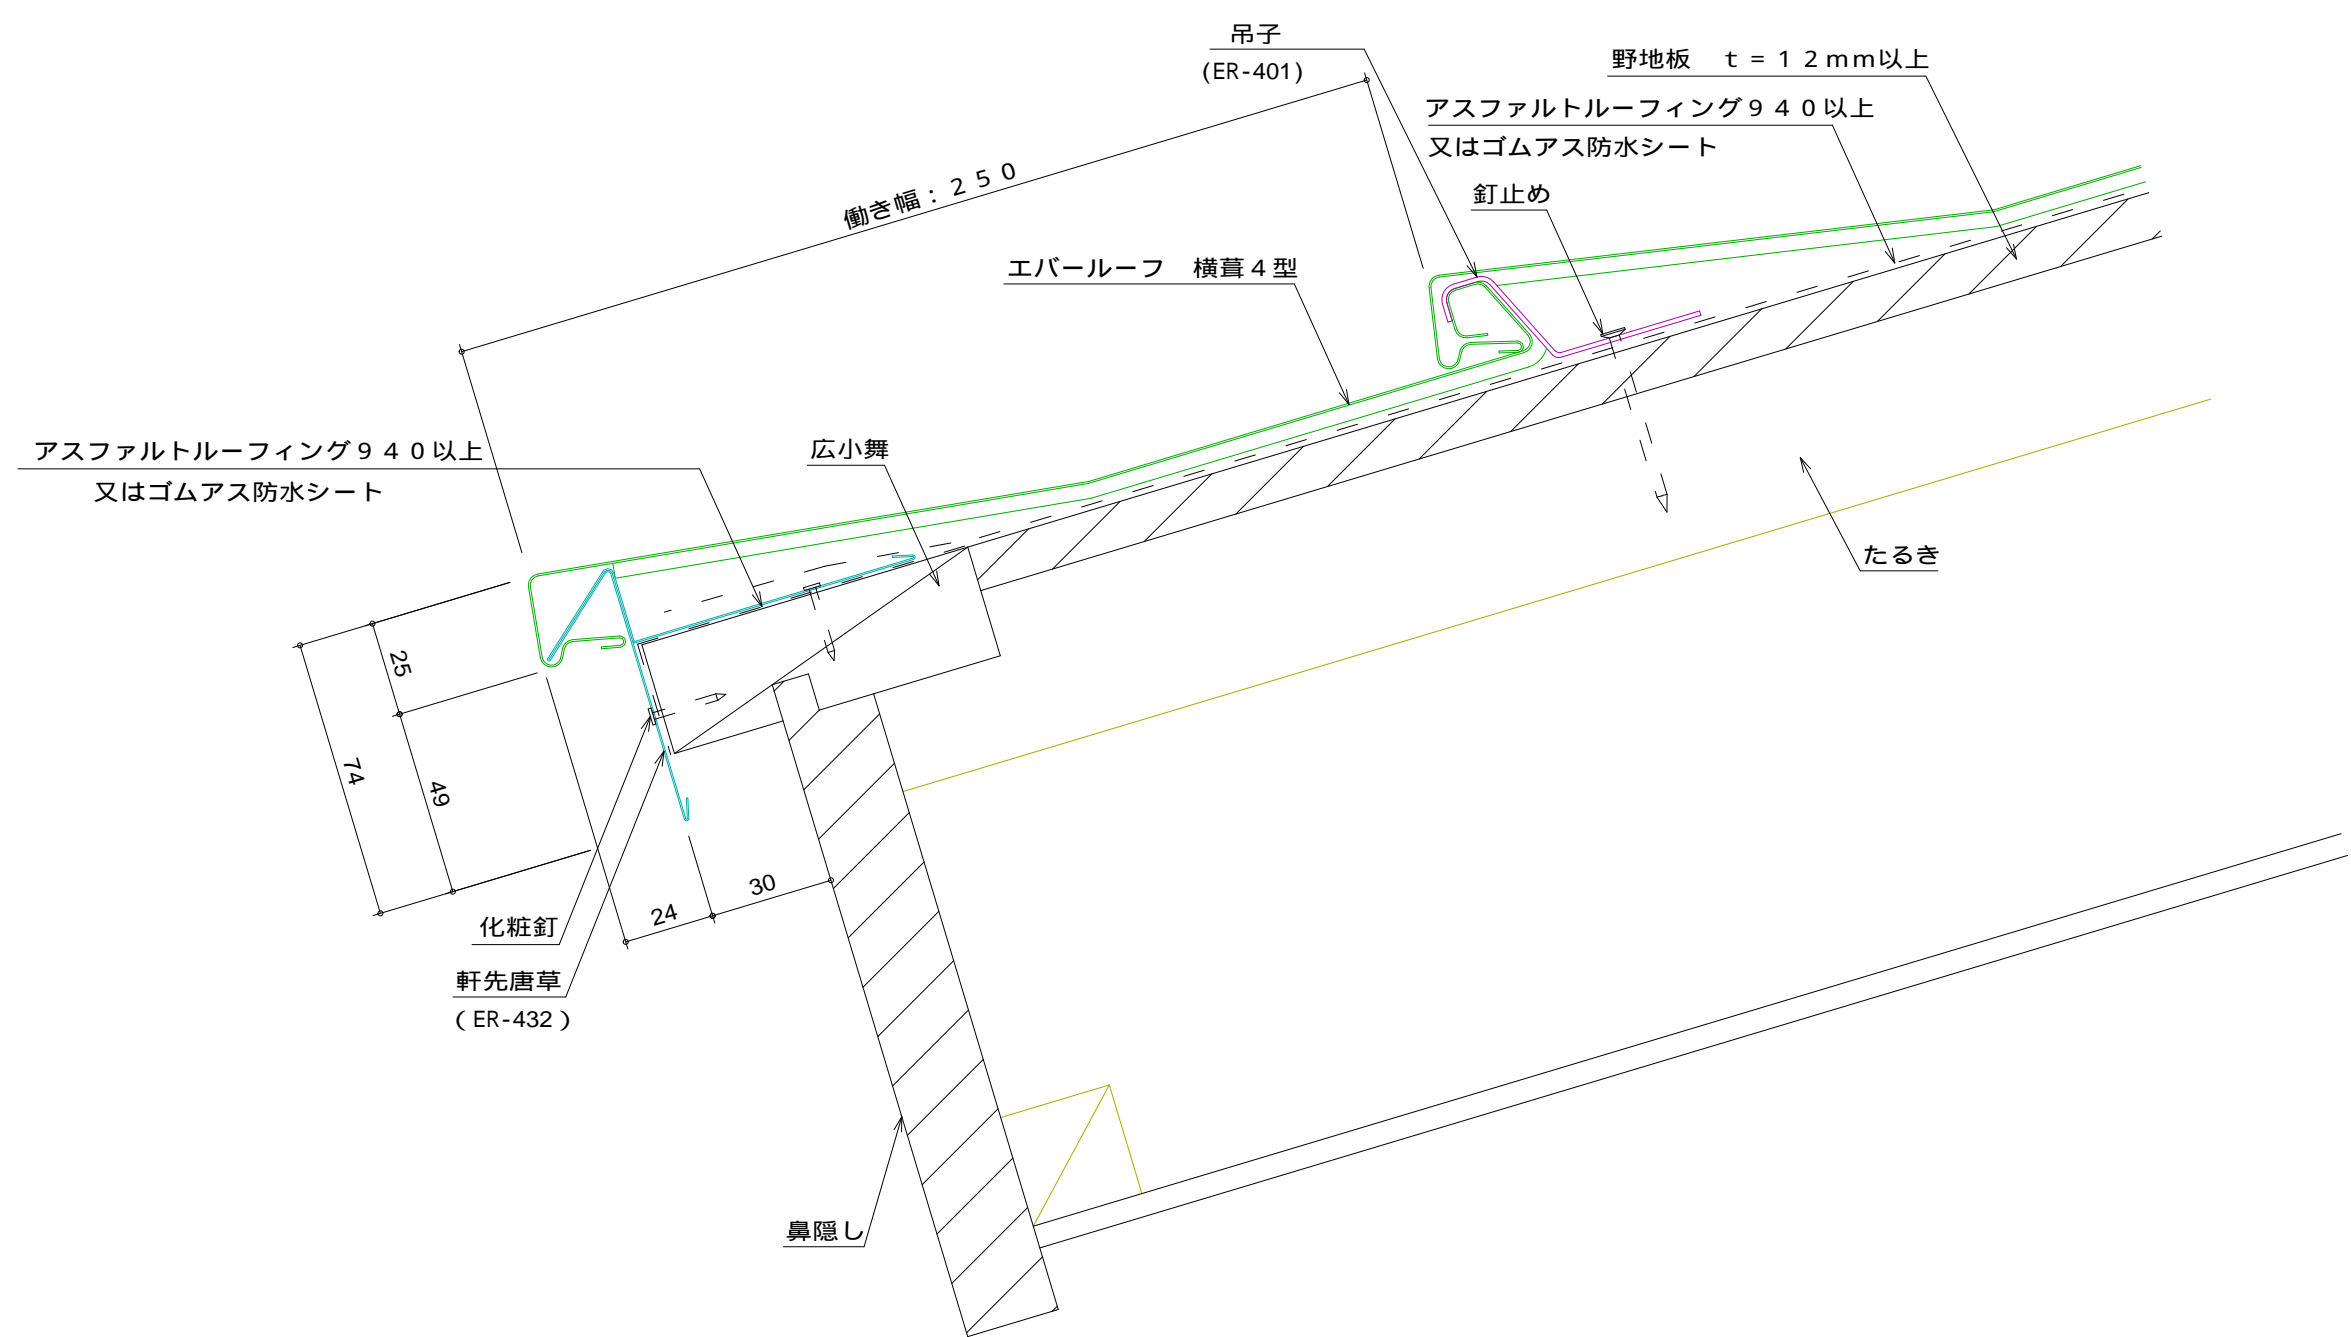 吊子
(ER-401)
野地板　ｔ＝１２ｍｍ以上
アスファルトルーフィング９４０以上
又はゴムアス防水シート
釘止め
働き幅：２５０
エバールーフ　横葺４型
アスファルトルーフィング９４０以上
又はゴムアス防水シート
広小舞
たるき
25
74
49
24
30
化粧釘
軒先唐草
（ER-432）
鼻隠し